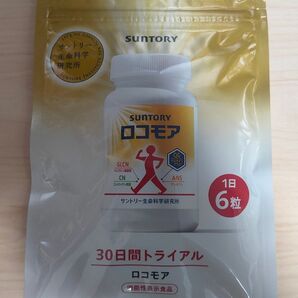 SUNTORY
サントリー
生命科学
研究所
SUNTORY
ロコモア
GLCN
CN
ANS
サントリー生命科学研究所
1日
6粒
30日間トライアル
ロコモア
機能性表示食品